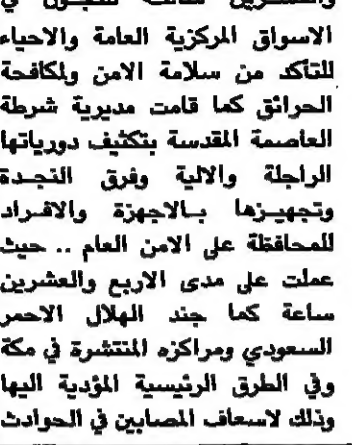 الاسواق المركزية العامة والاحياء
للتأكد من سلامة الامن ولمكافحة
الحرائق كما قامت مديرية شرطة
العاصمة المقدسة بتكثيف دورياتها
الراجلة والالية وفرق النجدة
وتجهيزها بالاجهزة والافراد
للمحافظة على الامن العام .. حيث
عملت على مدى الاربع والعشرين
ساعة كما جند الهلال الاحمر
السعودي ومراكزه المنتشرة في مكة
وفي الطرق الرئيسية المؤدية اليها
وذلك لاسعاف المصابين في الحوادث